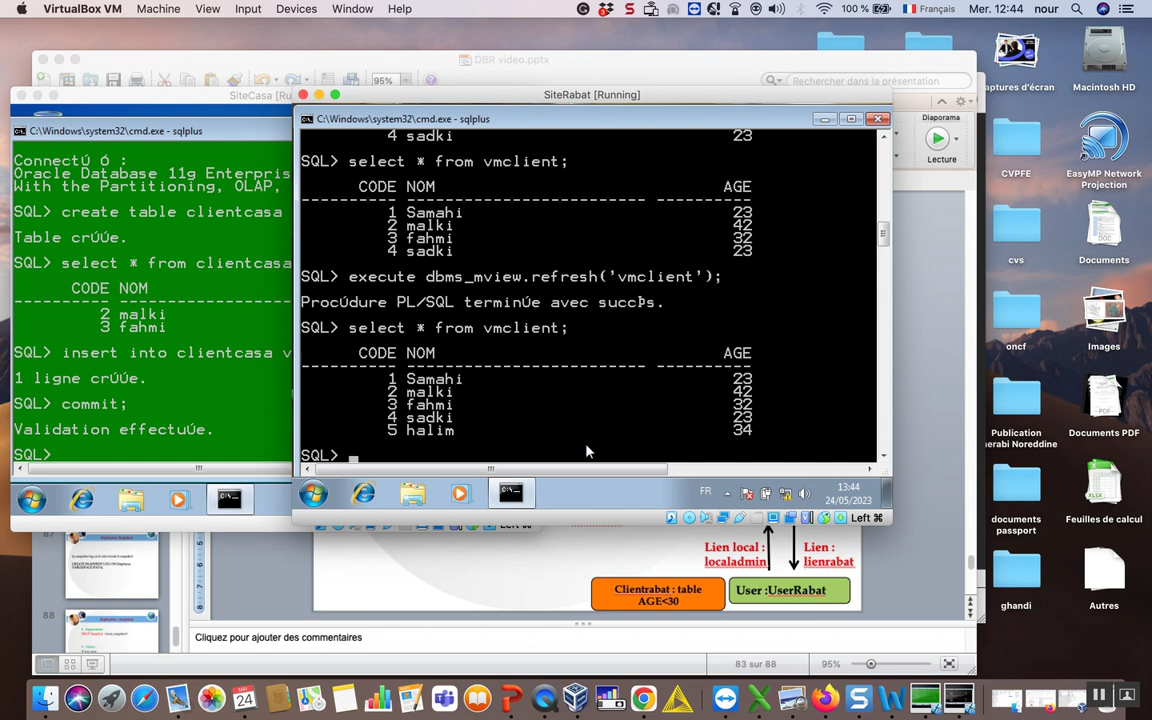 VirtualBox VM Machine View Input Devices Window Help
100 % Français Mer. 12:44 nour
DBR video.pptx
95%
Rechercher dans la présentation
SiteCasa [Ru
SiteRabat [Running]
C:\Windows\system32\cmd.exe - sqlplus
Connectú ó :
Oracle Database 11g Enterpris
With the Partitioning, OLAP,
SQL> create table clientcasa
Table crúúe.
SQL> select * from clientcasa
CODE NOM
---------- --------------------
2 malki
3 fahmi
SQL> insert into clientcasa v
1 ligne crúúe.
SQL> commit;
Validation effectuúe.
SQL>
C:\Windows\system32\cmd.exe - sqlplus
4 sadki 23
SQL> select * from vmclient;
CODE NOM AGE
---------- ------------------------------ ----------
1 Samahi 23
2 malki 42
3 fahmi 32
4 sadki 23
SQL> execute dbms_mview.refresh('vmclient');
Procúdure PL/SQL terminúe avec succÞs.
SQL> select * from vmclient;
CODE NOM AGE
---------- ------------------------------ ----------
1 Samahi 23
2 malki 42
3 fahmi 32
4 sadki 23
5 halim 34
SQL>
FR
13:44
24/05/2023
Left ⌘
Diaporama
Lecture
aptures d'écran
Macintosh HD
CVPFE
EasyMP Network
Projection
cvs
Documents
oncf
Images
Publication
erabi Noreddine
Documents PDF
documents
passport
Feuilles de calcul
ghandi
Autres
88
Lien local :
localadmin
Lien :
lienrabat
Clientrabat : table
AGE<30
User :UserRabat
Cliquez pour ajouter des commentaires
83 sur 88
95%